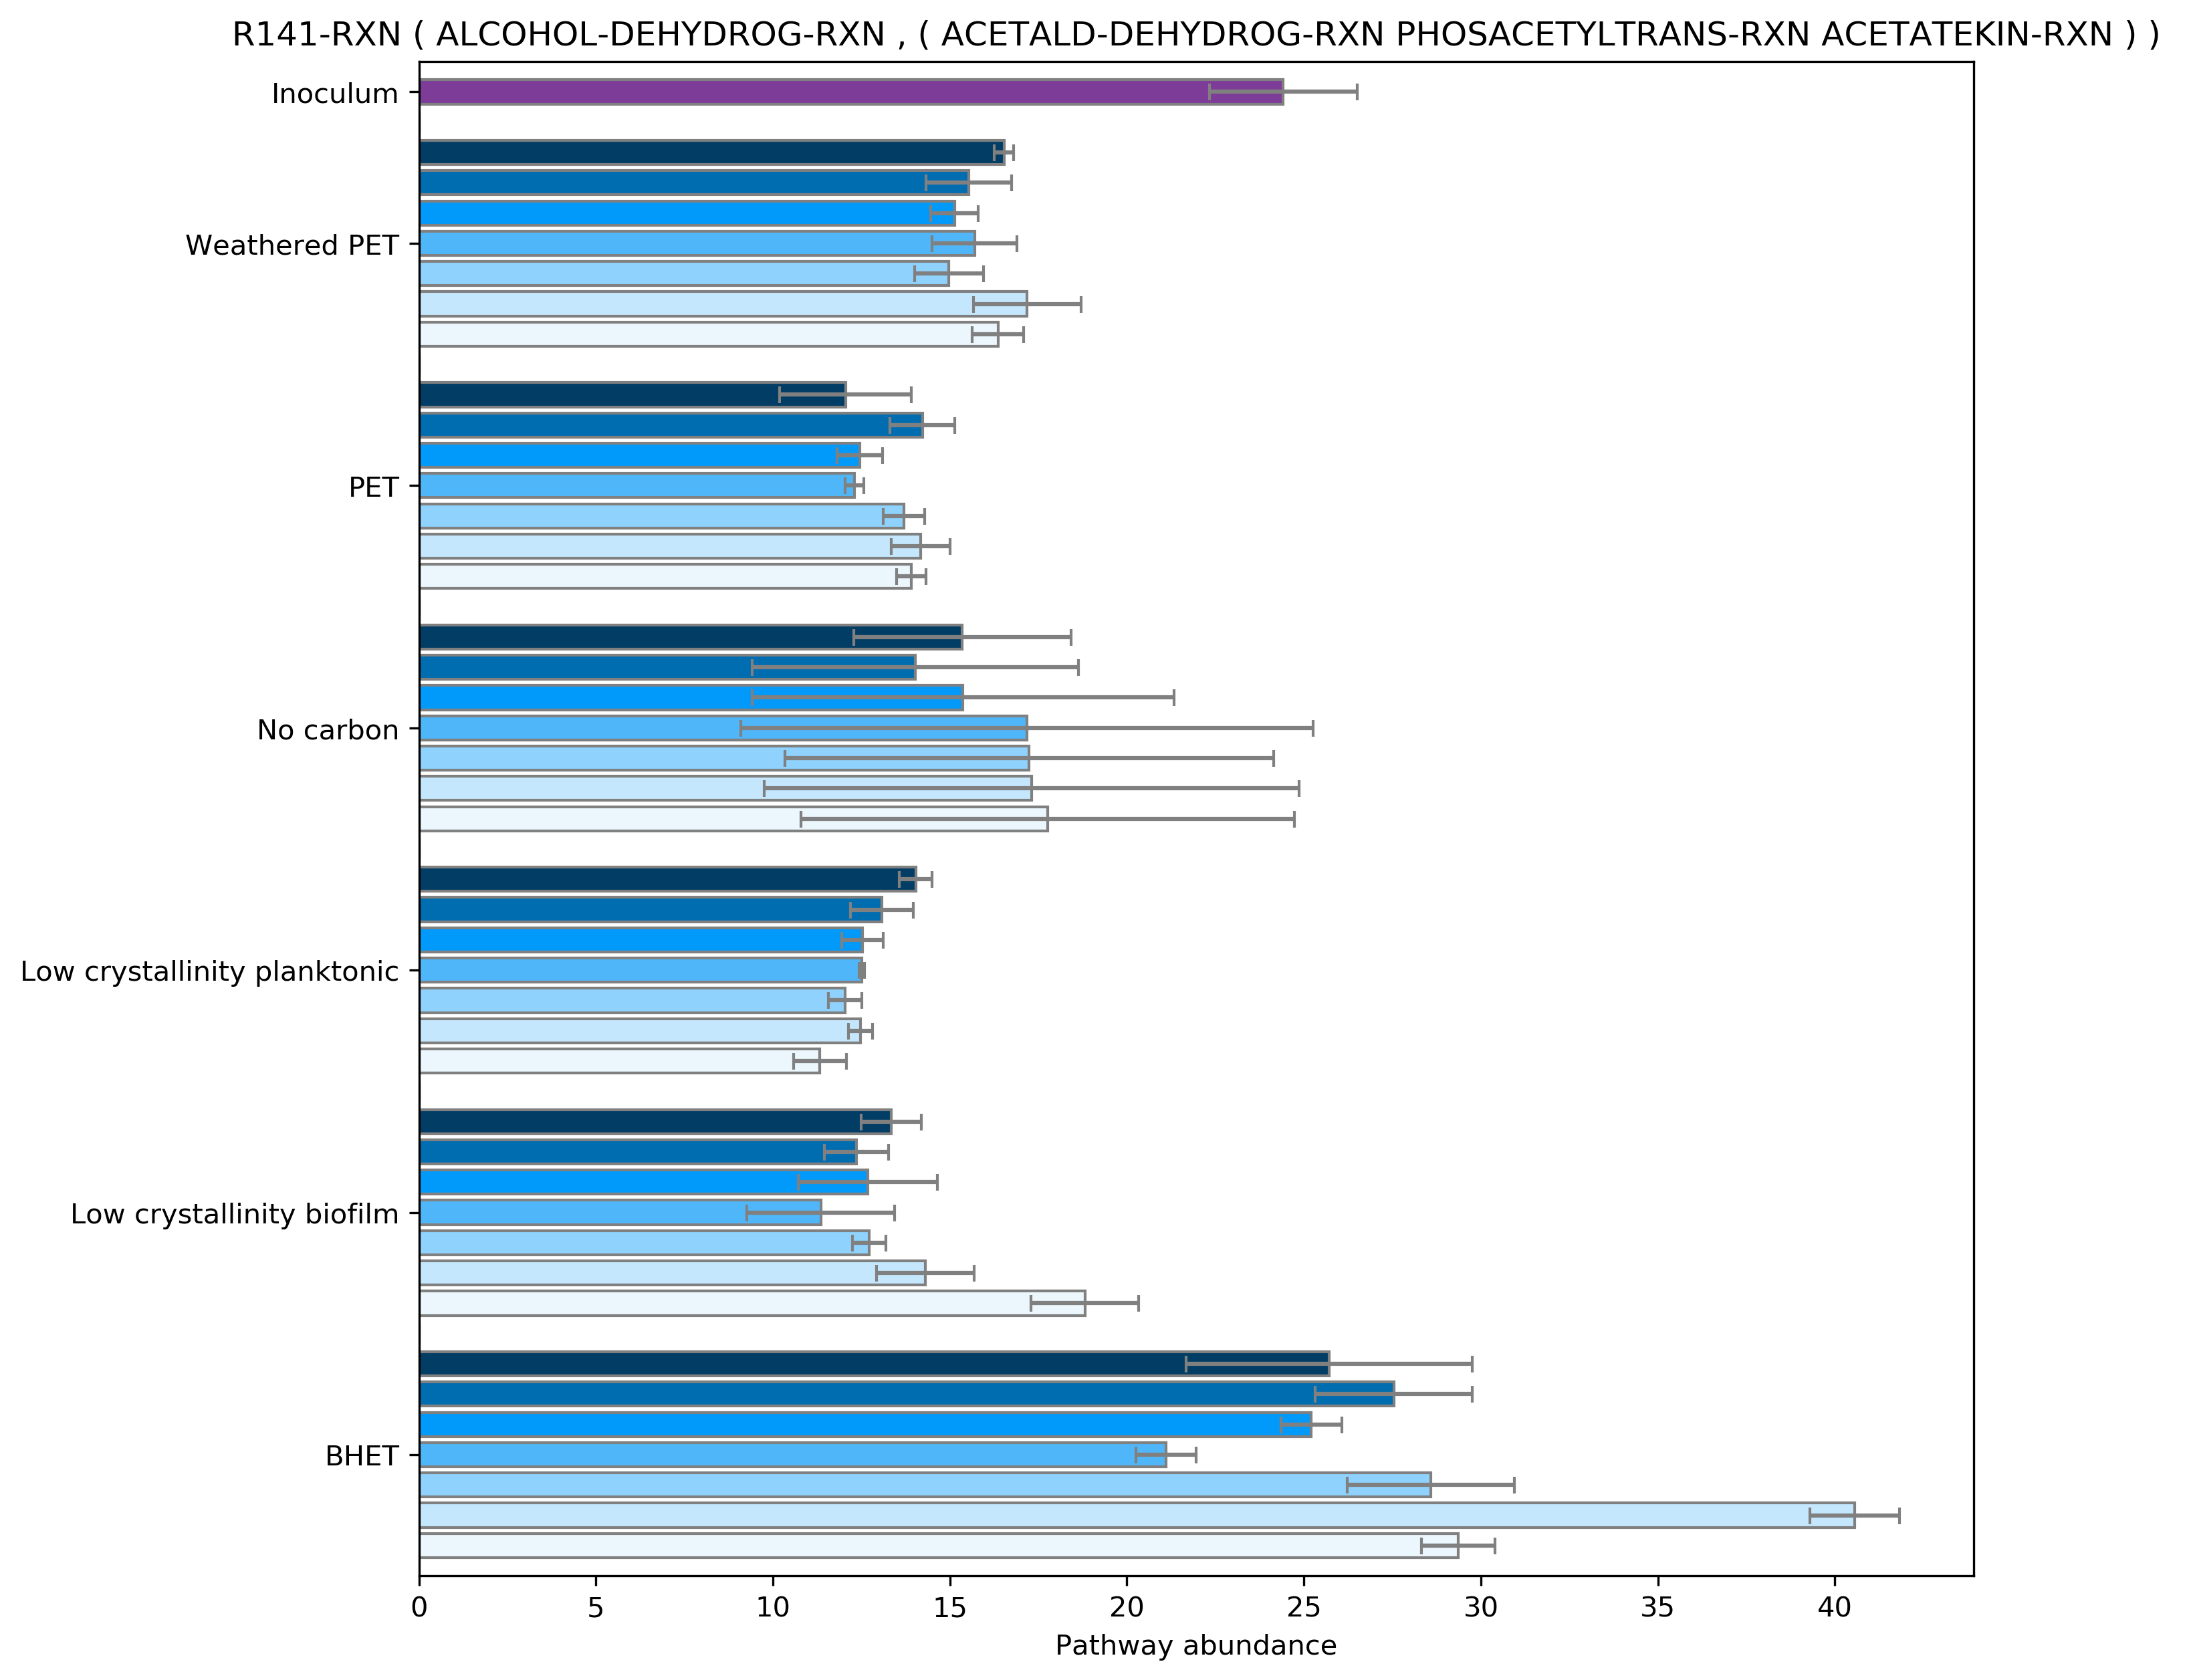 R141-RXN ( ALCOHOL-DEHYDROG-RXN , ( ACETALD-DEHYDROG-RXN PHOSACETYLTRANS-RXN ACETATEKIN-RXN ) )
Inoculum
Weathered PET
PET
No carbon
Low crystallinity planktonic
Low crystallinity biofilm
BHET
0 5 10 15 20 25 30 35 40
Pathway abundance